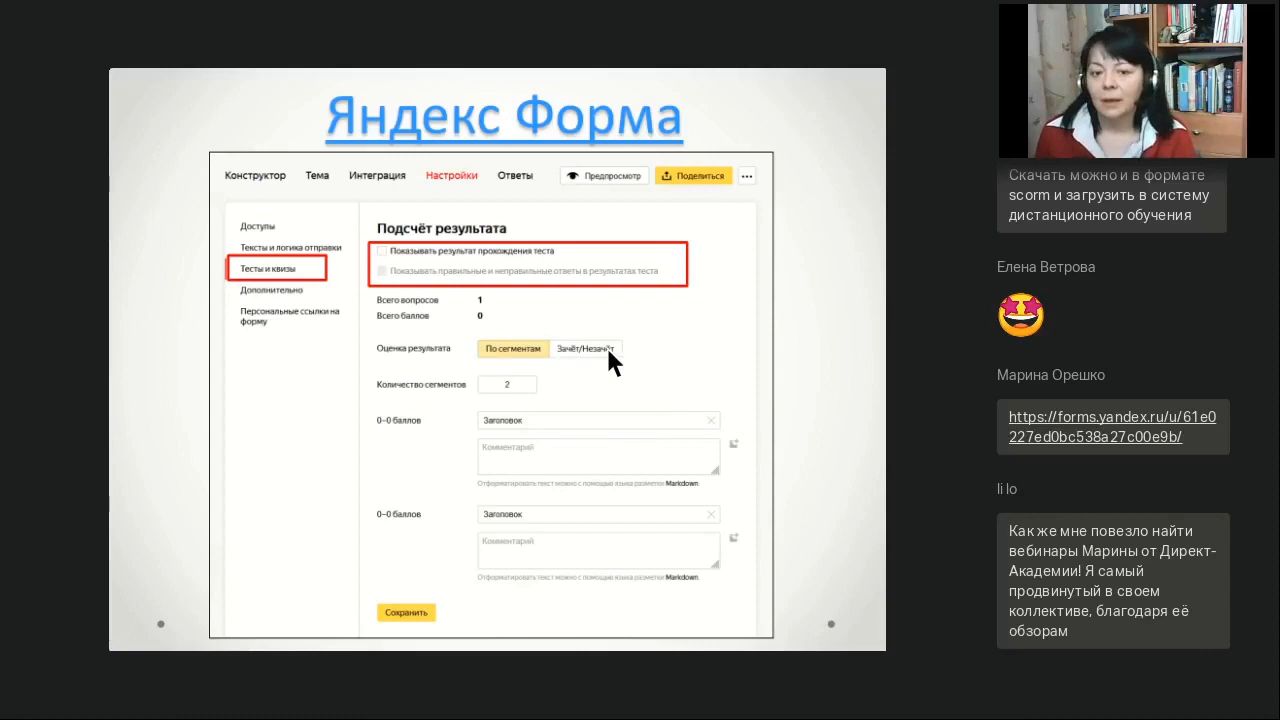 Яндекс Форма
Конструктор Тема Интеграция Настройки Ответы Предпросмотр Поделиться
Доступы
Тексты и логика отправки
Тесты и квизы
Дополнительно
Персональные ссылки на
форму
Подсчёт результата
Показывать результат прохождения теста
Показывать правильные и неправильные ответы в результатах теста
Всего вопросов 1
Всего баллов 0
Оценка результата По сегментам Зачёт/Незачёт
Количество сегментов 2
0–0 баллов Заголовок
Комментарий
Отформатировать текст можно с помощью языка разметки Markdown.
0–0 баллов Заголовок
Комментарий
Отформатировать текст можно с помощью языка разметки Markdown.
Сохранить
Скачать можно и в формате
scorm и загрузить в систему
дистанционного обучения
Елена Ветрова
Марина Орешко
https://forms.yandex.ru/u/61e0
227ed0bc538a27c00e9b/
li lo
Как же мне повезло найти
вебинары Марины от Директ-
Академии! Я самый
продвинутый в своем
коллективе, благодаря её
обзорам